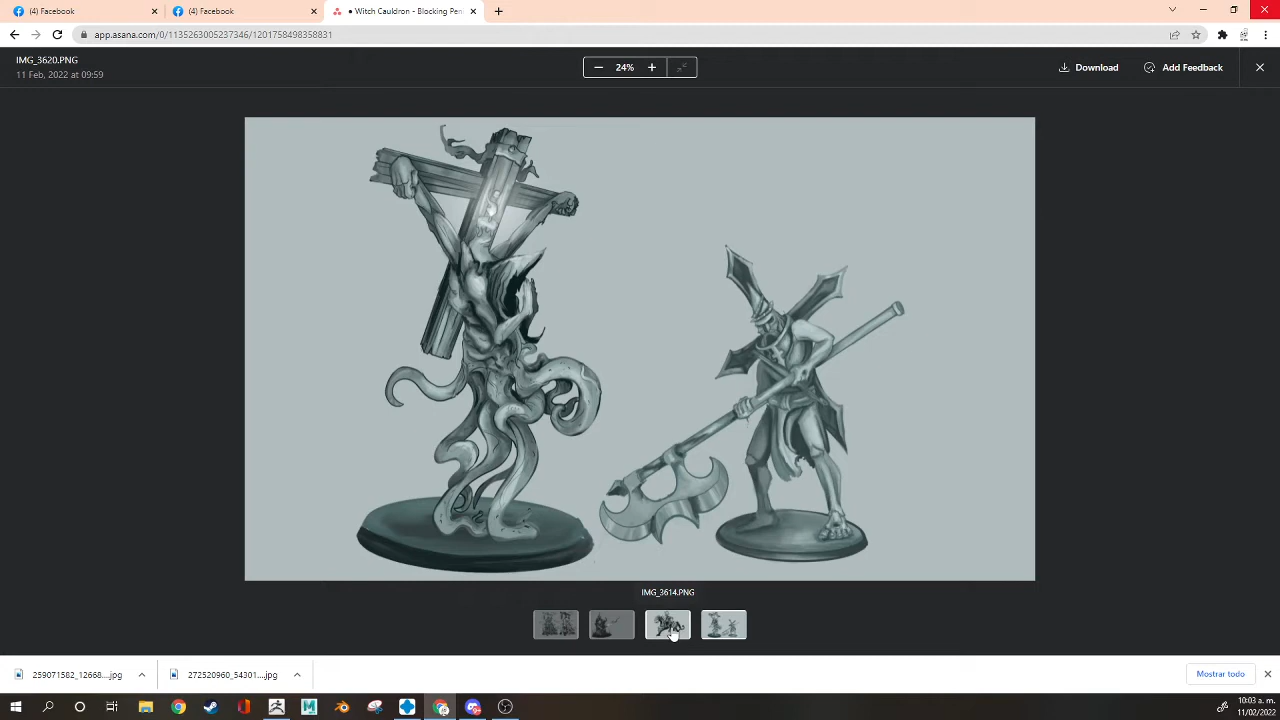 (4) Facebook
(4) Facebook
• Witch Cauldron - Blocking Pen
app.asana.com/0/1135263005237346/1201758498358831
IMG_3620.PNG
11 Feb, 2022 at 09:59
24%
Download
Add Feedback
IMG_3614.PNG
259071582_12668....jpg
272520960_54301....jpg
Mostrar todo
10:03 a. m.
11/02/2022